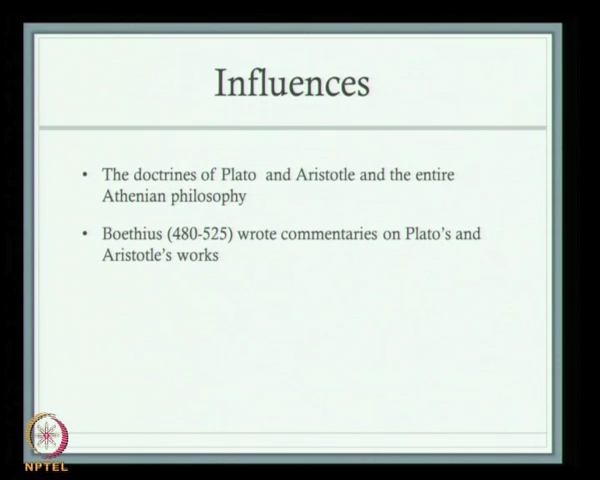 Influences
• The doctrines of Plato and Aristotle and the entire
Athenian philosophy
• Boethius (480-525) wrote commentaries on Plato's and
Aristotle's works
NPTEL